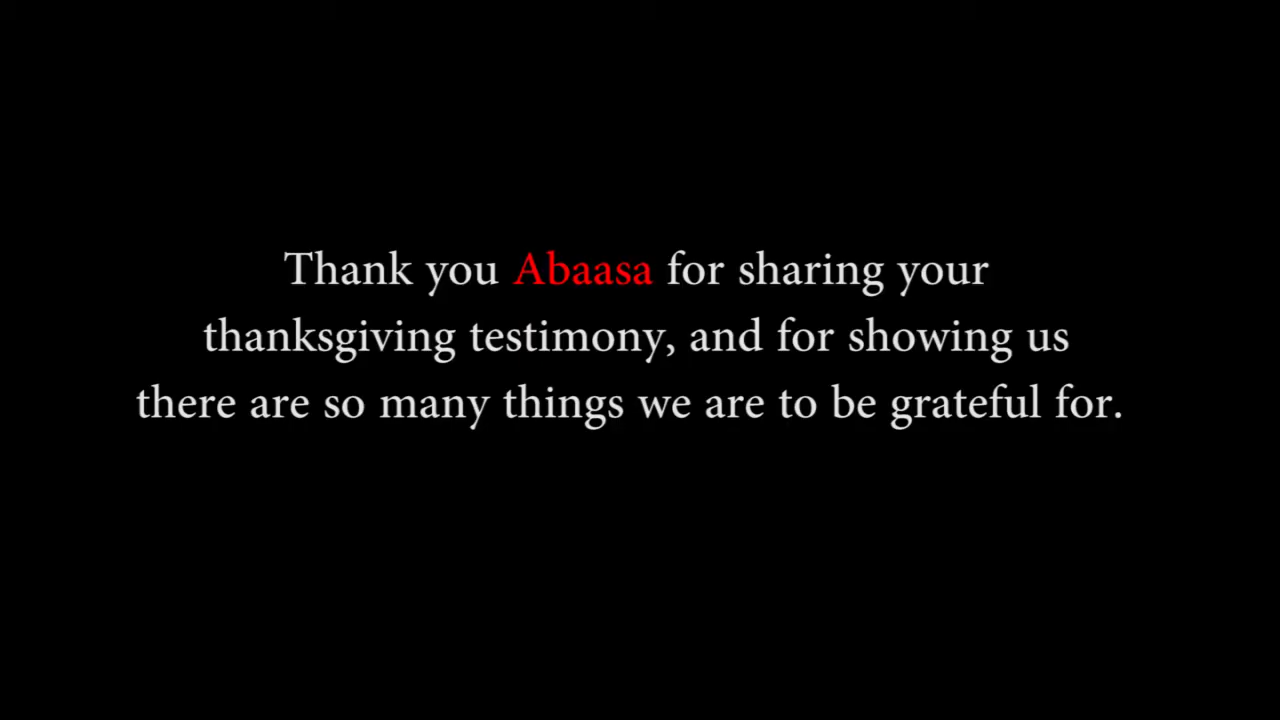 Thank you Abaasa for sharing your
thanksgiving testimony, and for showing us
there are so many things we are to be grateful for.